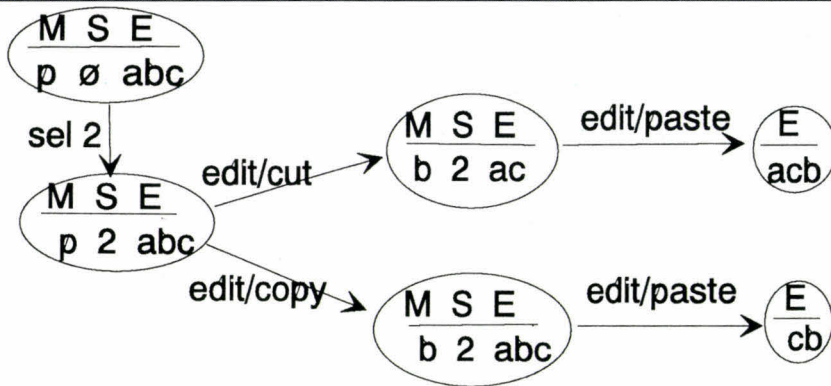 M S E
p ø abc
sel 2
M S E
p 2 abc
edit/cut
M S E
b 2 ac
edit/paste
E
acb
edit/copy
M S E
b 2 abc
edit/paste
E
cb